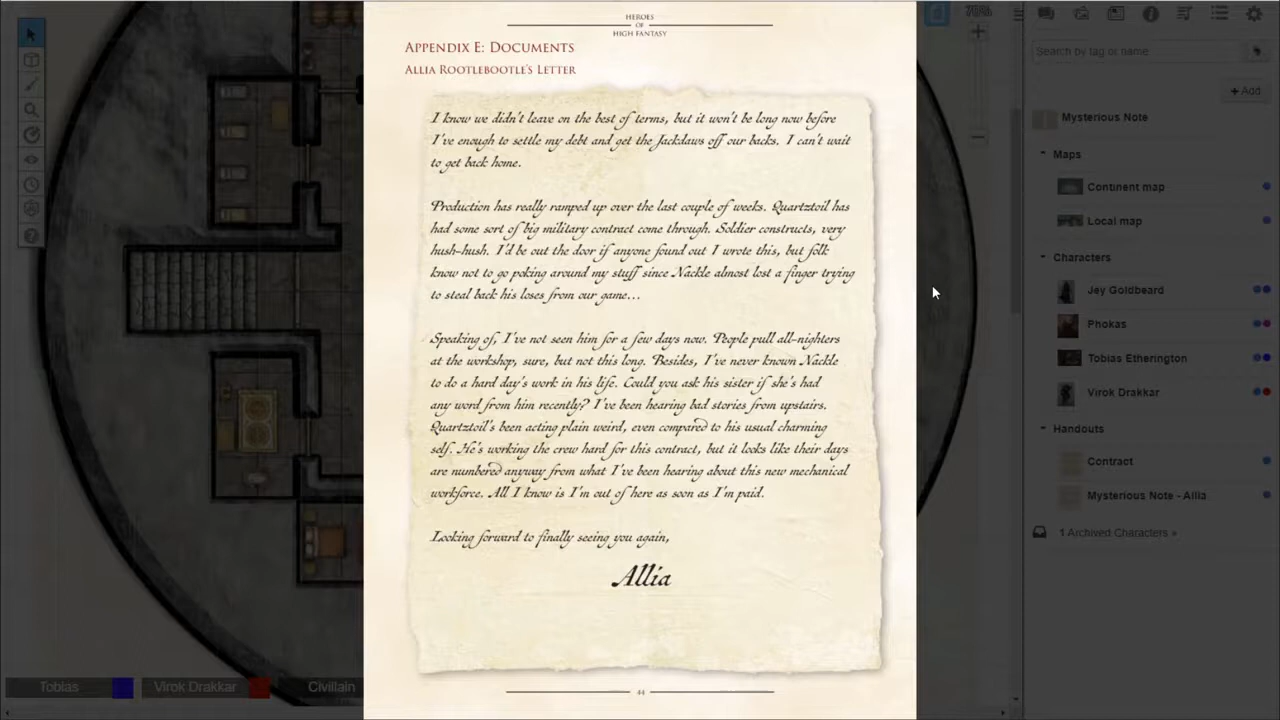 HEROES
OF
HIGH FANTASY
APPENDIX E: DOCUMENTS
ALLIA ROOTLEBOOTLE'S LETTER
I know we didn't leave on the best of terms, but it won't be long now before
I've enough to settle my debt and get the Jackdaws off our backs. I can't wait
to get back home.
Production has really ramped up over the last couple of weeks. Quartztoil has
had some sort of big military contract come through. Soldier constructs, very
hush-hush. I'd be out the door if anyone found out I wrote this, but folk
know not to go poking around my stuff since Nackle almost lost a finger trying
to steal back his loses from our game...
Speaking of, I've not seen him for a few days now. People pull all-nighters
at the workshop, sure, but not this long. Besides, I've never known Nackle
to do a hard day's work in his life. Could you ask his sister if she's had
any word from him recently? I've been hearing bad stories from upstairs.
Quartztoil's been acting plain weird, even compared to his usual charming
self. He's working the crew hard for this contract, but it looks like their days
are numbered anyway from what I've been hearing about this new mechanical
workforce. All I know is I'm out of here as soon as I'm paid.
Looking forward to finally seeing you again,
Allia
44
Search by tag or name
+ Add
Mysterious Note
Maps
Continent map
Local map
Characters
Jey Goldbeard
Phokas
Tobias Etherington
Virok Drakkar
Handouts
Contract
Mysterious Note - Allia
1 Archived Characters »
Tobias
Virok Drakkar
Civillain